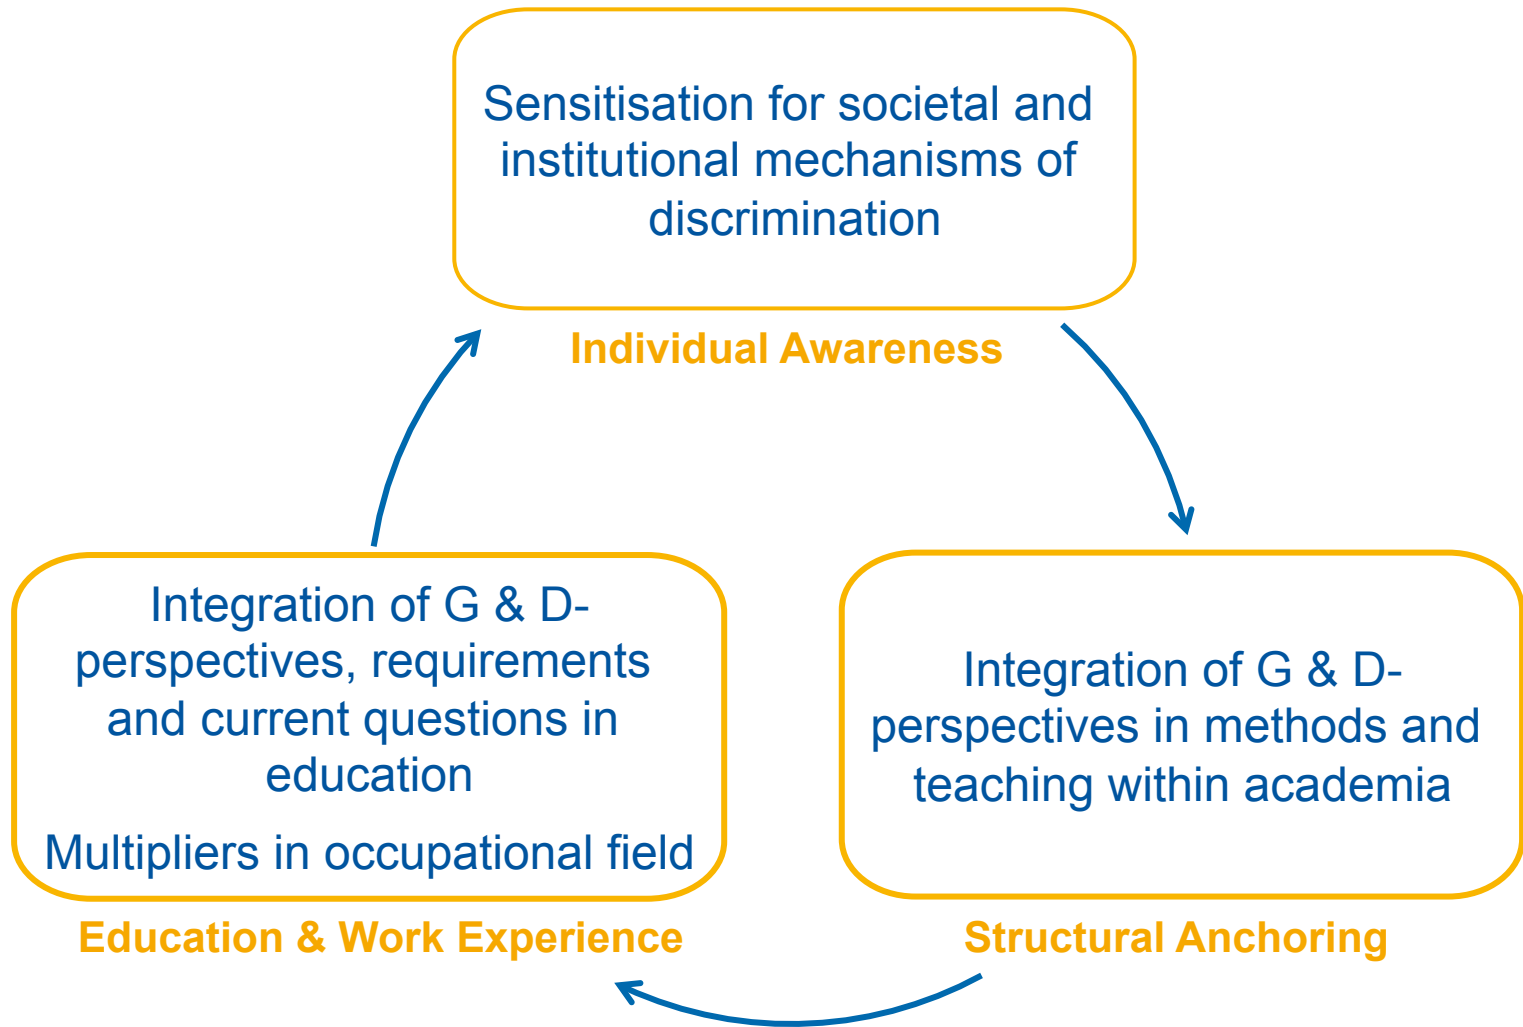 Sensitisation for societal and
institutional mechanisms of
discrimination
Individual Awareness
Integration of G & D-
perspectives, requirements
and current questions in
education
Multipliers in occupational field
Education & Work Experience
Integration of G & D-
perspectives in methods and
teaching within academia
Structural Anchoring